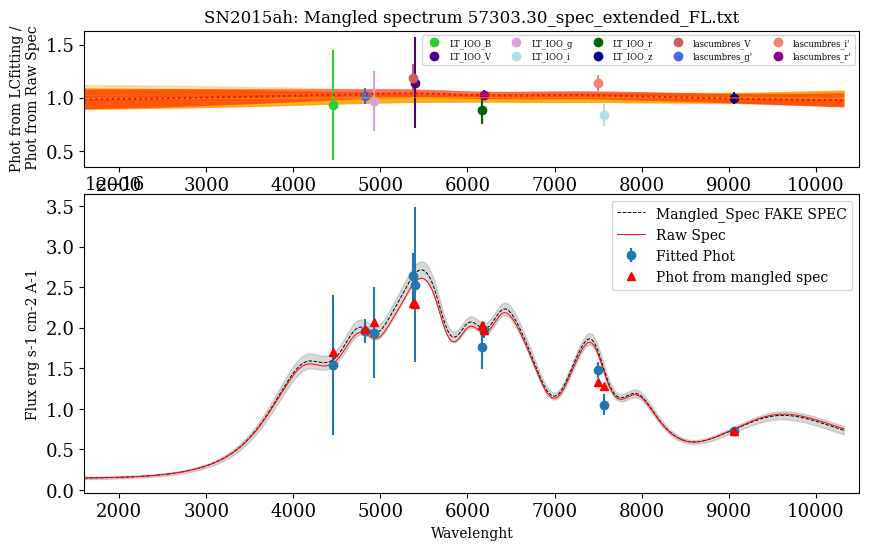 SN2015ah: Mangled spectrum 57303.30_spec_extended_FL.txt
Phot from LCfitting /
Phot from Raw Spec
1.5
1.0
0.5
LT_IOO_B LT_IOO_g LT_IOO_r lascumbres_V lascumbres_i'
LT_IOO_V LT_IOO_i LT_IOO_z lascumbres_g' lascumbres_r'
2000 3000 4000 5000 6000 7000 8000 9000 10000
1e−16
Flux erg s-1 cm-2 A-1
3.5
3.0
2.5
2.0
1.5
1.0
0.5
0.0
Mangled_Spec FAKE SPEC
Raw Spec
Fitted Phot
Phot from mangled spec
2000 3000 4000 5000 6000 7000 8000 9000 10000
Wavelenght